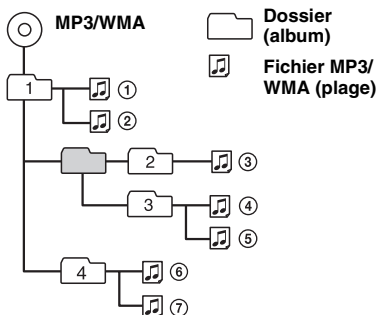 MP3/WMA
Dossier
(album)
Fichier MP3/
WMA (plage)
1
①
②
2
③
3
④
⑤
4
⑥
⑦